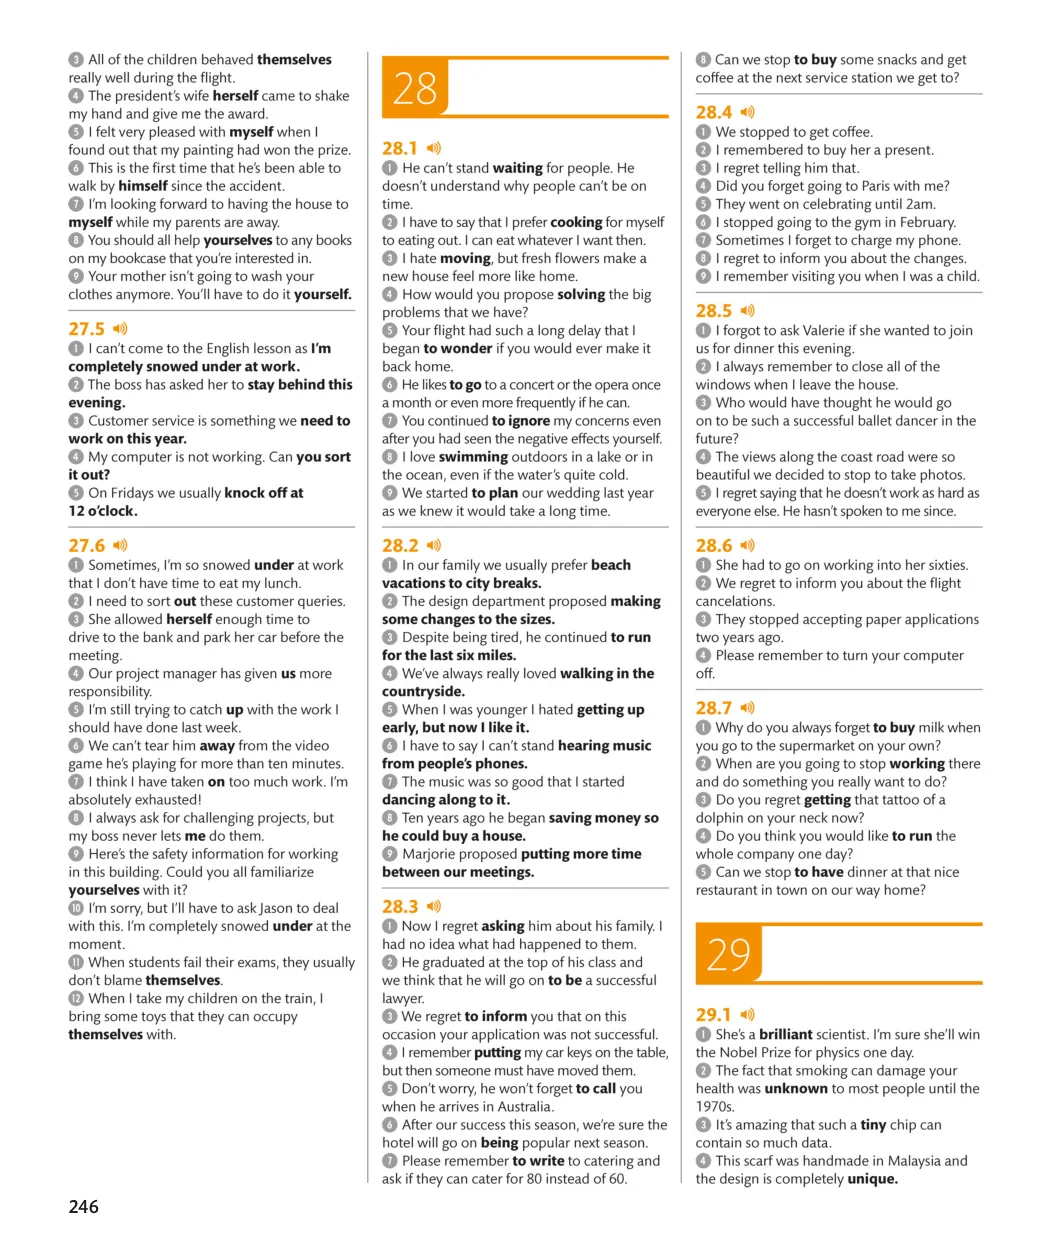 3 All of the children behaved themselves
really well during the flight.
4 The president's wife herself came to shake
my hand and give me the award.
5 I felt very pleased with myself when I
found out that my painting had won the prize.
6 This is the first time that he's been able to
walk by himself since the accident.
7 I'm looking forward to having the house to
myself while my parents are away.
8 You should all help yourselves to any books
on my bookcase that you're interested in.
9 Your mother isn't going to wash your
clothes anymore. You'll have to do it yourself.
27.5
1 I can't come to the English lesson as I'm
completely snowed under at work.
2 The boss has asked her to stay behind this
evening.
3 Customer service is something we need to
work on this year.
4 My computer is not working. Can you sort
it out?
5 On Fridays we usually knock off at
12 o'clock.
27.6
1 Sometimes, I'm so snowed under at work
that I don't have time to eat my lunch.
2 I need to sort out these customer queries.
3 She allowed herself enough time to
drive to the bank and park her car before the
meeting.
4 Our project manager has given us more
responsibility.
5 I'm still trying to catch up with the work I
should have done last week.
6 We can't tear him away from the video
game he's playing for more than ten minutes.
7 I think I have taken on too much work. I'm
absolutely exhausted!
8 I always ask for challenging projects, but
my boss never lets me do them.
9 Here's the safety information for working
in this building. Could you all familiarize
yourselves with it?
10 I'm sorry, but I'll have to ask Jason to deal
with this. I'm completely snowed under at the
moment.
11 When students fail their exams, they usually
don't blame themselves.
12 When I take my children on the train, I
bring some toys that they can occupy
themselves with.
28
28.1
1 He can't stand waiting for people. He
doesn't understand why people can't be on
time.
2 I have to say that I prefer cooking for myself
to eating out. I can eat whatever I want then.
3 I hate moving, but fresh flowers make a
new house feel more like home.
4 How would you propose solving the big
problems that we have?
5 Your flight had such a long delay that I
began to wonder if you would ever make it
back home.
6 He likes to go to a concert or the opera once
a month or even more frequently if he can.
7 You continued to ignore my concerns even
after you had seen the negative effects yourself.
8 I love swimming outdoors in a lake or in
the ocean, even if the water's quite cold.
9 We started to plan our wedding last year
as we knew it would take a long time.
28.2
1 In our family we usually prefer beach
vacations to city breaks.
2 The design department proposed making
some changes to the sizes.
3 Despite being tired, he continued to run
for the last six miles.
4 We've always really loved walking in the
countryside.
5 When I was younger I hated getting up
early, but now I like it.
6 I have to say I can't stand hearing music
from people's phones.
7 The music was so good that I started
dancing along to it.
8 Ten years ago he began saving money so
he could buy a house.
9 Marjorie proposed putting more time
between our meetings.
28.3
1 Now I regret asking him about his family. I
had no idea what had happened to them.
2 He graduated at the top of his class and
we think that he will go on to be a successful
lawyer.
3 We regret to inform you that on this
occasion your application was not successful.
4 I remember putting my car keys on the table,
but then someone must have moved them.
5 Don't worry, he won't forget to call you
when he arrives in Australia.
6 After our success this season, we're sure the
hotel will go on being popular next season.
7 Please remember to write to catering and
ask if they can cater for 80 instead of 60.
8 Can we stop to buy some snacks and get
coffee at the next service station we get to?
28.4
1 We stopped to get coffee.
2 I remembered to buy her a present.
3 I regret telling him that.
4 Did you forget going to Paris with me?
5 They went on celebrating until 2am.
6 I stopped going to the gym in February.
7 Sometimes I forget to charge my phone.
8 I regret to inform you about the changes.
9 I remember visiting you when I was a child.
28.5
1 I forgot to ask Valerie if she wanted to join
us for dinner this evening.
2 I always remember to close all of the
windows when I leave the house.
3 Who would have thought he would go
on to be such a successful ballet dancer in the
future?
4 The views along the coast road were so
beautiful we decided to stop to take photos.
5 I regret saying that he doesn't work as hard as
everyone else. He hasn't spoken to me since.
28.6
1 She had to go on working into her sixties.
2 We regret to inform you about the flight
cancelations.
3 They stopped accepting paper applications
two years ago.
4 Please remember to turn your computer
off.
28.7
1 Why do you always forget to buy milk when
you go to the supermarket on your own?
2 When are you going to stop working there
and do something you really want to do?
3 Do you regret getting that tattoo of a
dolphin on your neck now?
4 Do you think you would like to run the
whole company one day?
5 Can we stop to have dinner at that nice
restaurant in town on our way home?
29
29.1
1 She's a brilliant scientist. I'm sure she'll win
the Nobel Prize for physics one day.
2 The fact that smoking can damage your
health was unknown to most people until the
1970s.
3 It's amazing that such a tiny chip can
contain so much data.
4 This scarf was handmade in Malaysia and
the design is completely unique.
246